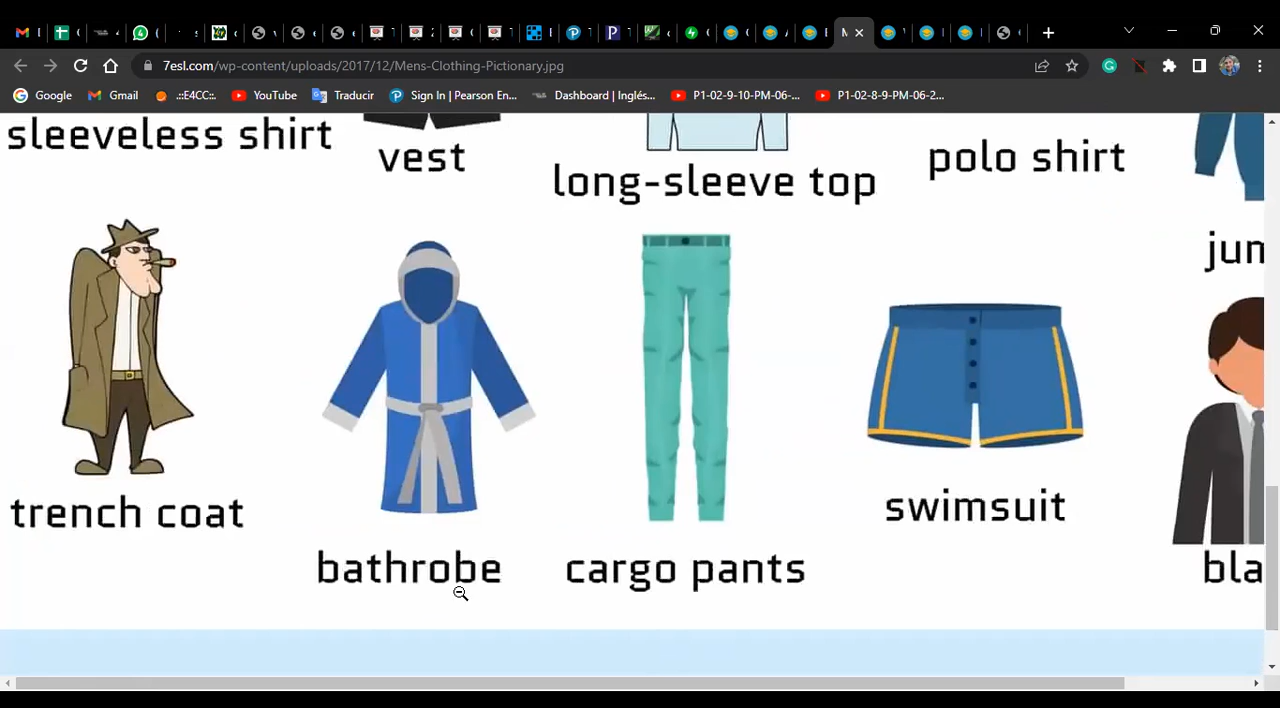 7esl.com/wp-content/uploads/2017/12/Mens-Clothing-Pictionary.jpg
Google
Gmail
.::E4CC::.
YouTube
Traducir
Sign In | Pearson En...
Dashboard | Inglés...
P1-02-9-10-PM-06-...
P1-02-8-9-PM-06-2...
sleeveless shirt
vest
long-sleeve top
polo shirt
jum
trench coat
bathrobe
cargo pants
swimsuit
bla